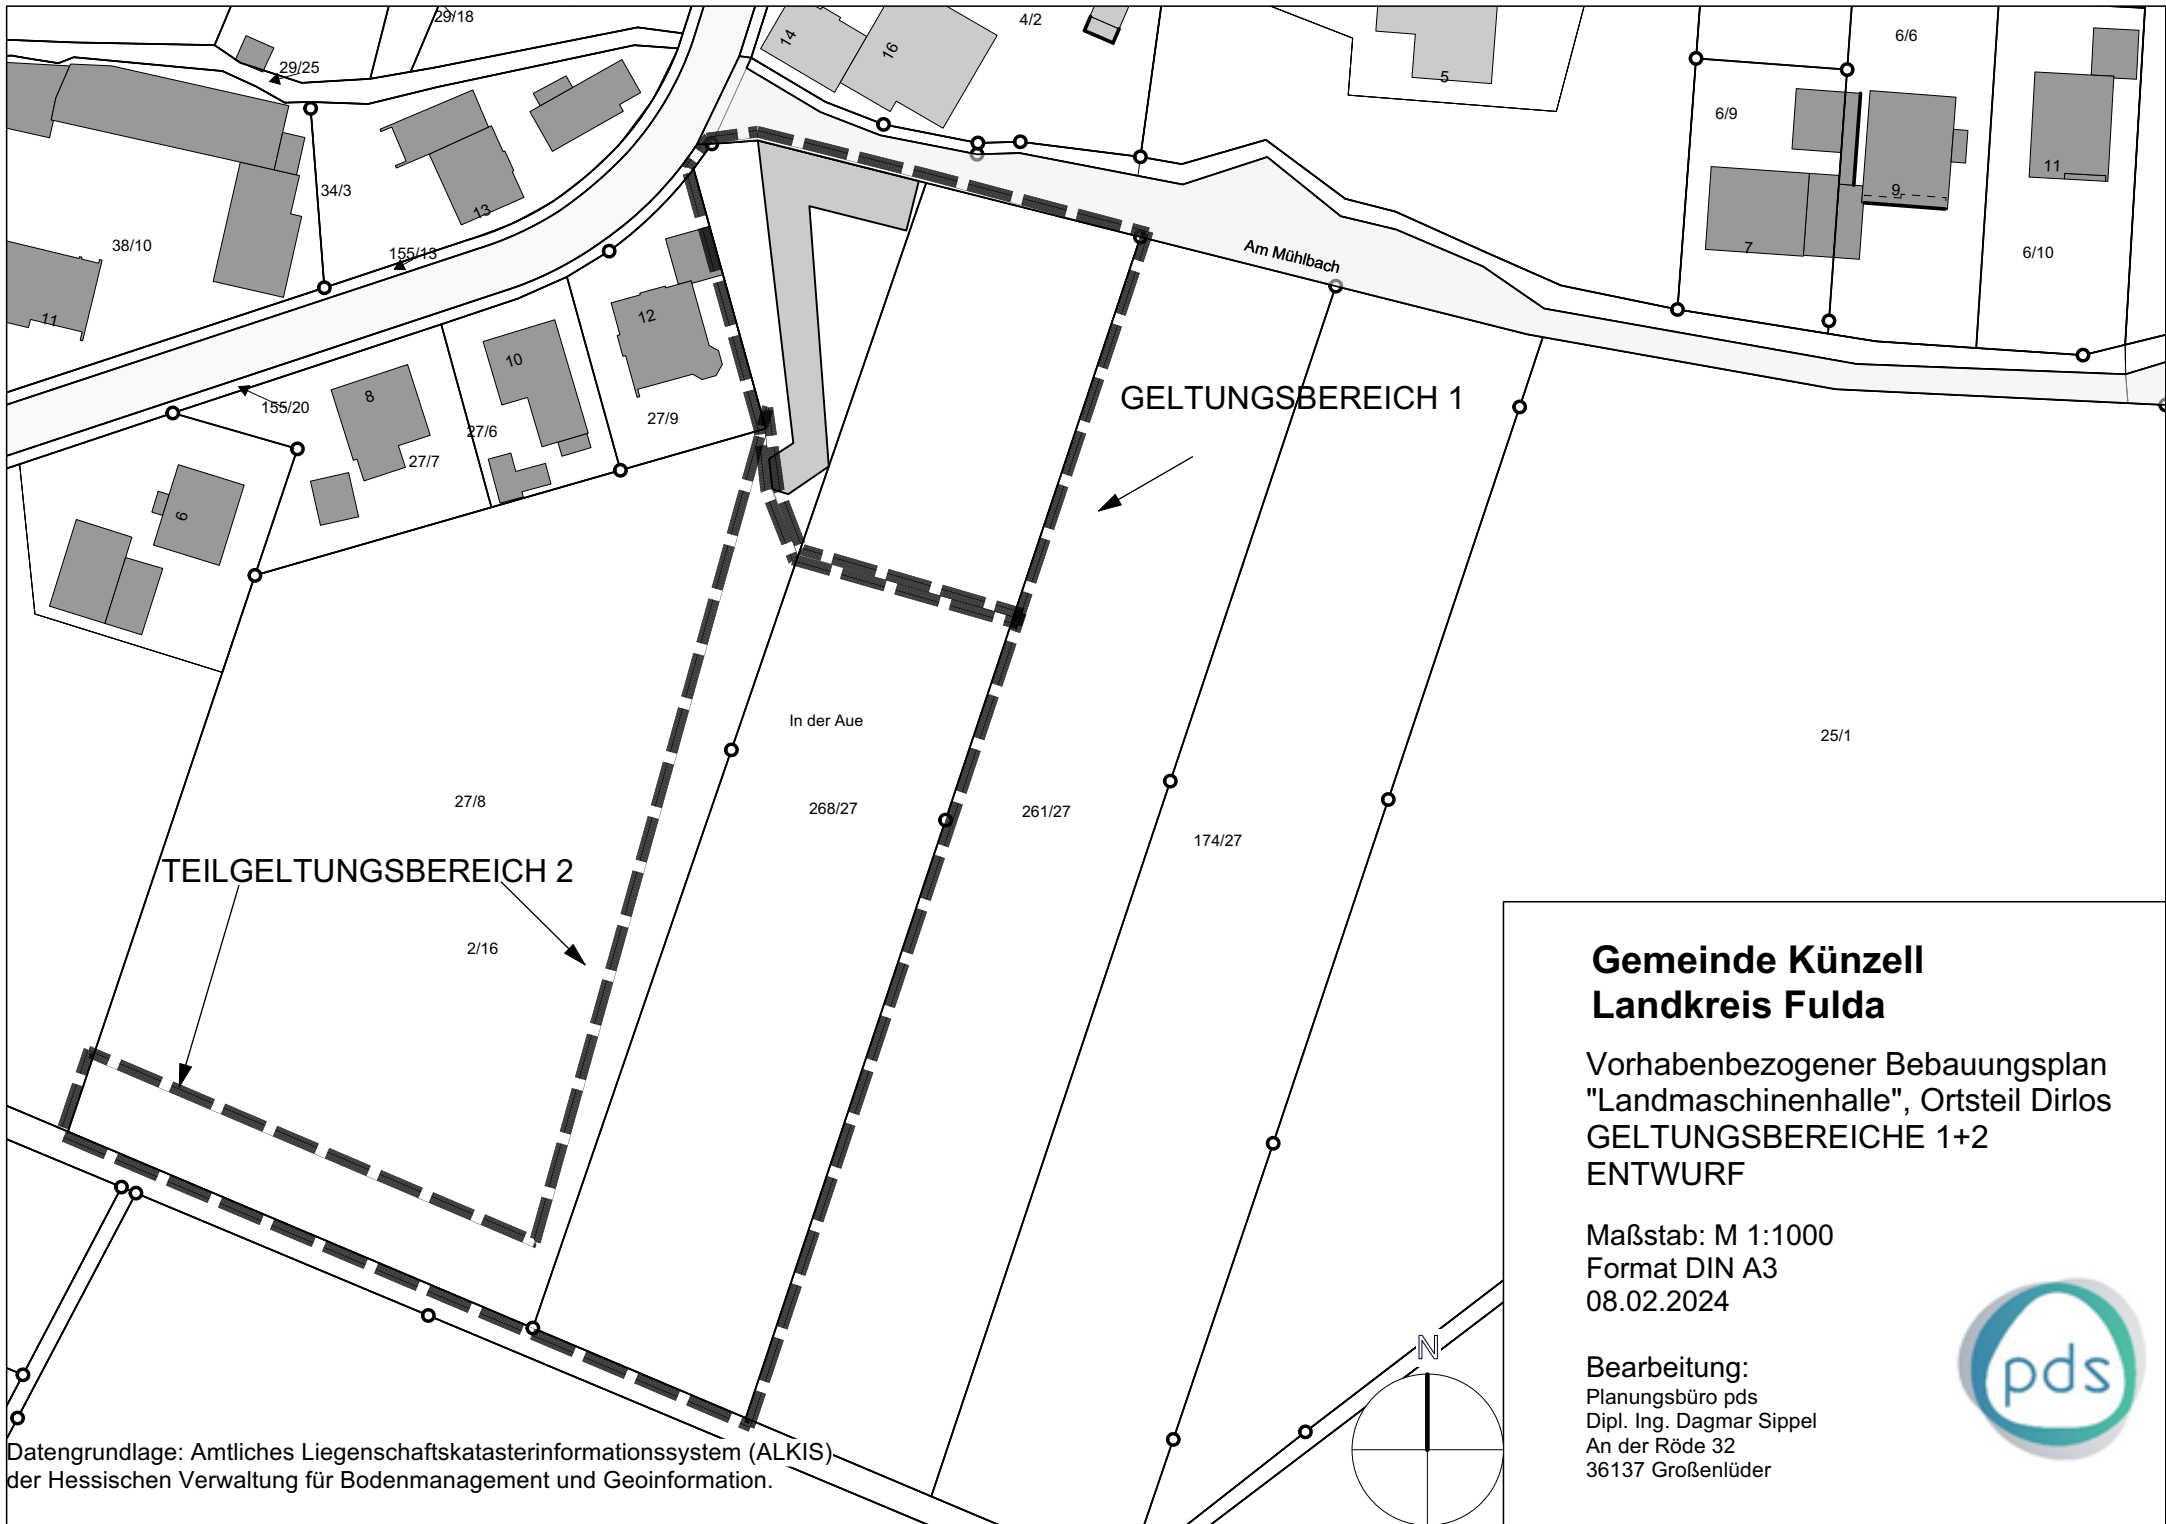 29/18
4/2
14
16
5
6/6
29/25
6/9
11
34/3
13
9
38/10
155/13
7
6/10
Am Mühlbach
11
12
10
8
155/20
27/6
27/9
27/7
6
GELTUNGSBEREICH 1
In der Aue
25/1
27/8
268/27
261/27
174/27
TEILGELTUNGSBEREICH 2
2/16
Gemeinde Künzell
Landkreis Fulda
Vorhabenbezogener Bebauungsplan
"Landmaschinenhalle", Ortsteil Dirlos
GELTUNGSBEREICHE 1+2
ENTWURF
Maßstab: M 1:1000
Format DIN A3
08.02.2024
Bearbeitung:
Planungsbüro pds
Dipl. Ing. Dagmar Sippel
An der Röde 32
36137 Großenlüder
pds
N
Datengrundlage: Amtliches Liegenschaftskatasterinformationssystem (ALKIS)
der Hessischen Verwaltung für Bodenmanagement und Geoinformation.